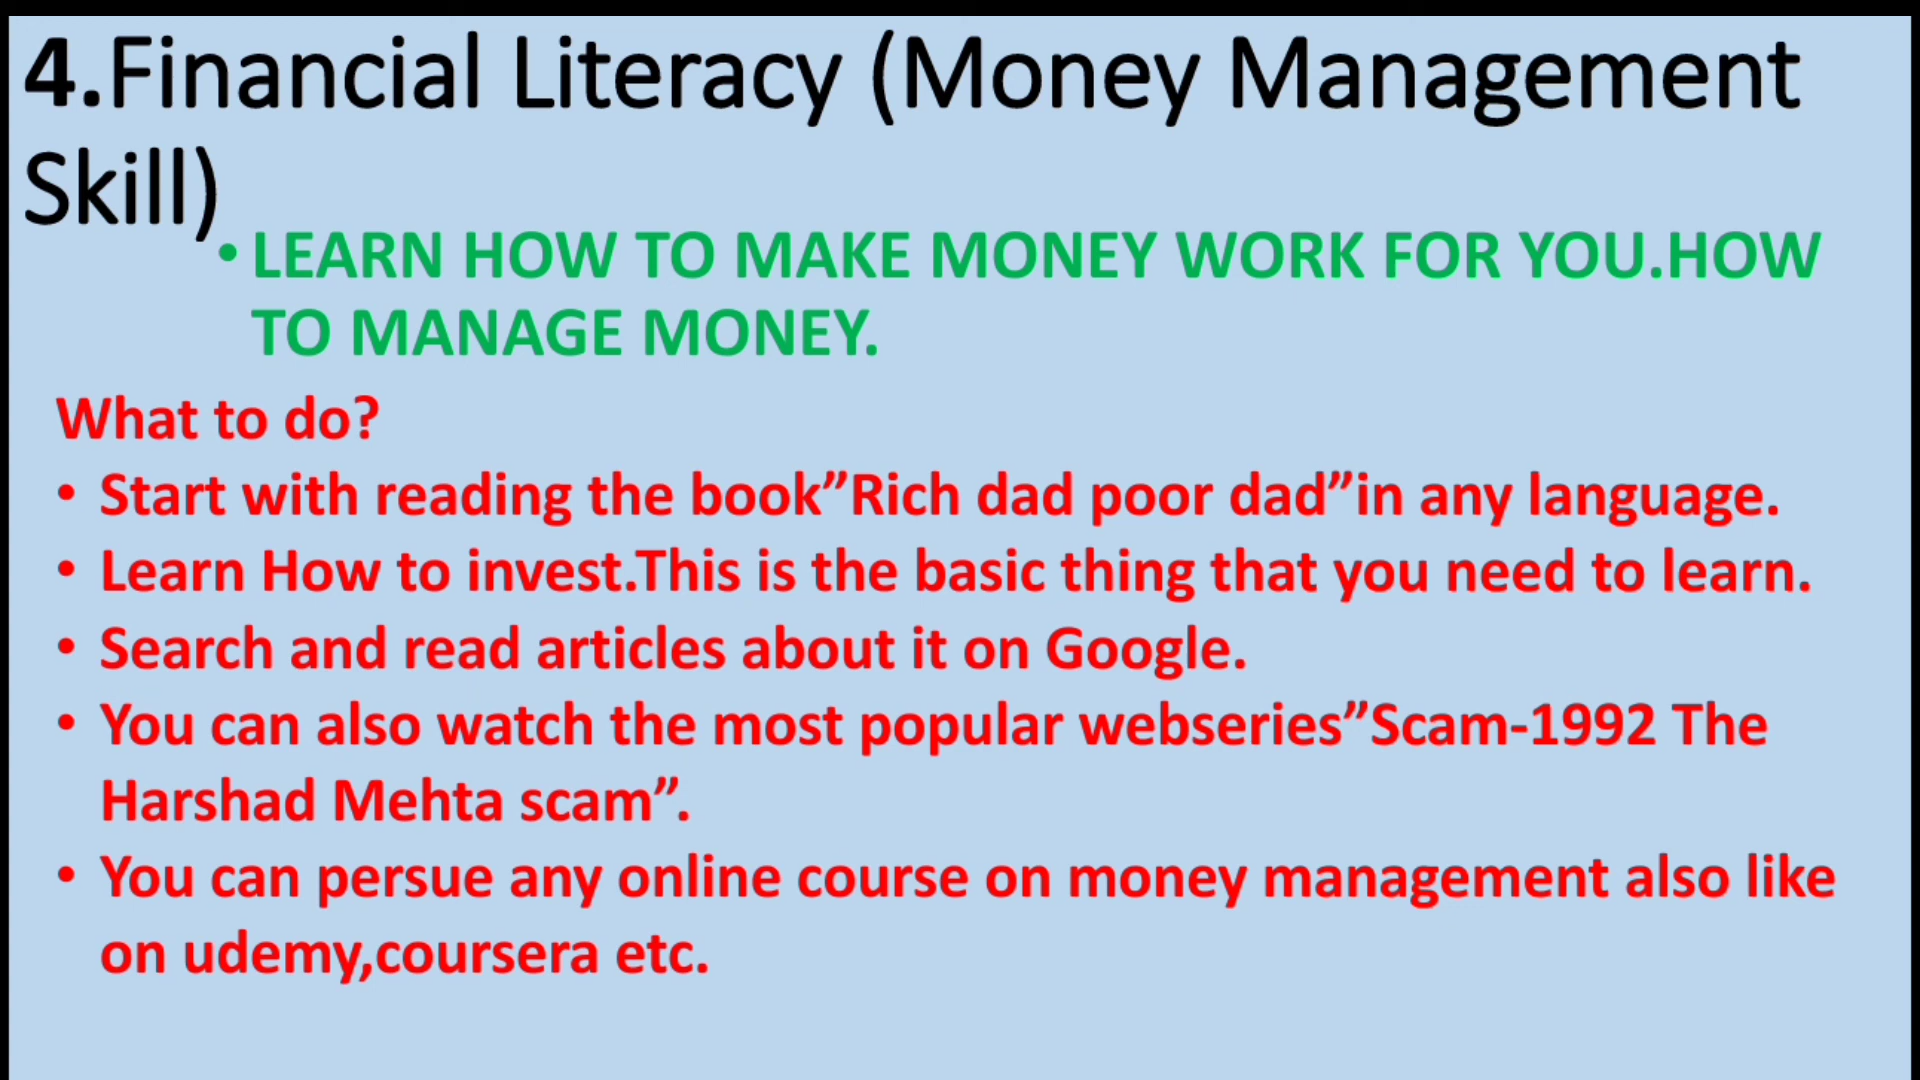 4.Financial Literacy (Money Management
Skill)
• LEARN HOW TO MAKE MONEY WORK FOR YOU.HOW
TO MANAGE MONEY.
What to do?
• Start with reading the book”Rich dad poor dad”in any language.
• Learn How to invest.This is the basic thing that you need to learn.
• Search and read articles about it on Google.
• You can also watch the most popular webseries”Scam-1992 The
Harshad Mehta scam”.
• You can persue any online course on money management also like
on udemy,coursera etc.